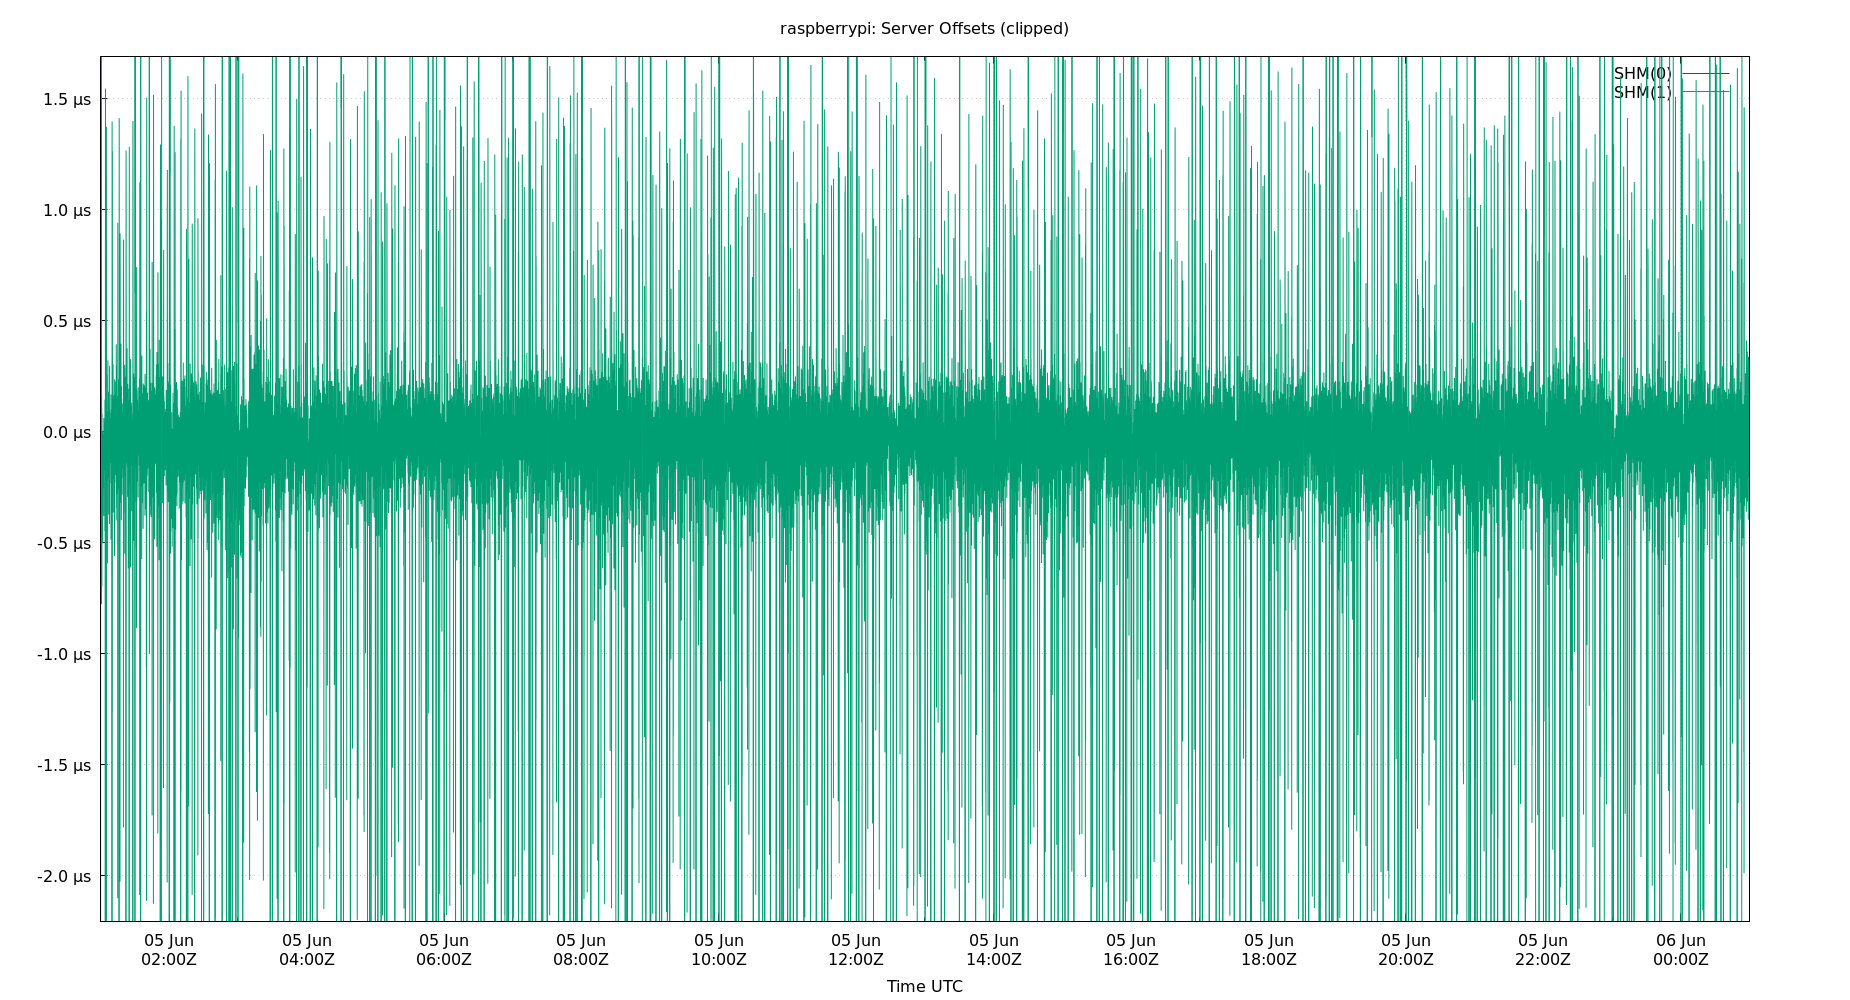 raspberrypi: Server Offsets (clipped)
SHM(0)
SHM(1)
1.5 µs
1.0 µs
0.5 µs
0.0 µs
-0.5 µs
-1.0 µs
-1.5 µs
-2.0 µs
05 Jun 05 Jun 05 Jun 05 Jun 05 Jun 05 Jun 05 Jun 05 Jun 05 Jun 05 Jun 05 Jun 06 Jun
02:00Z 04:00Z 06:00Z 08:00Z 10:00Z 12:00Z 14:00Z 16:00Z 18:00Z 20:00Z 22:00Z 00:00Z
Time UTC